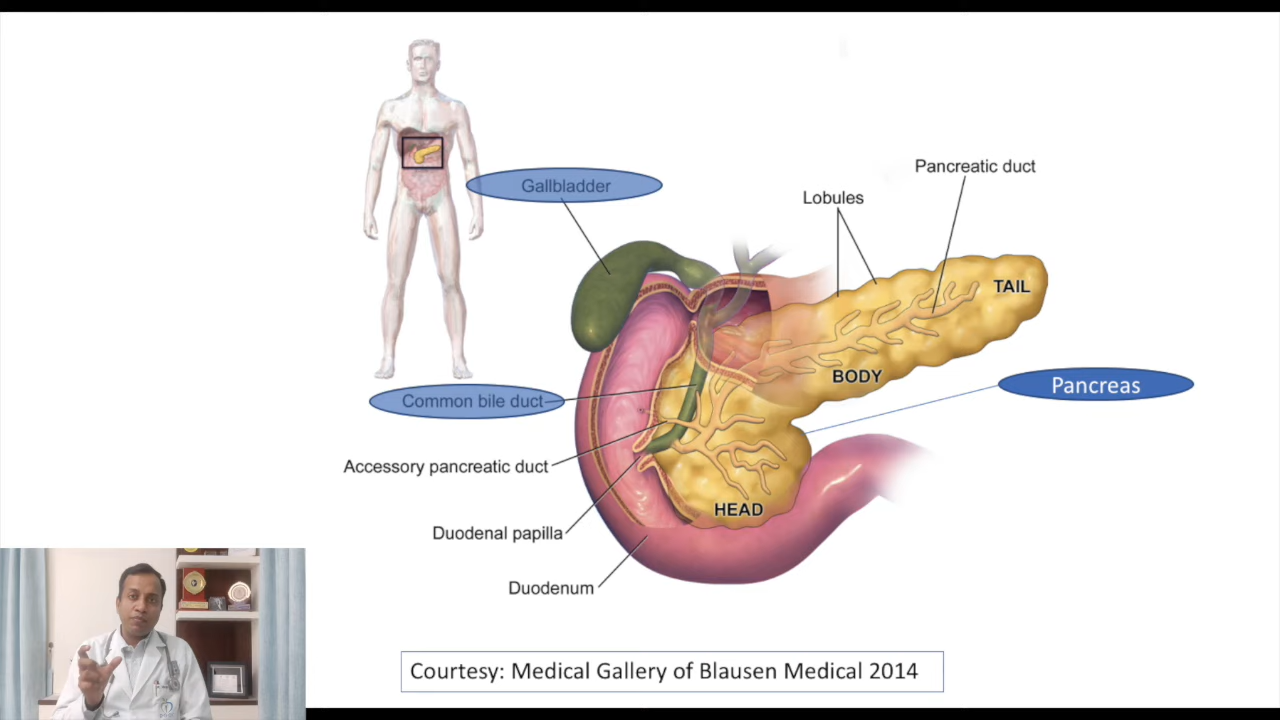 Gallbladder
Pancreatic duct
Lobules
TAIL
BODY
Pancreas
Common bile duct
Accessory pancreatic duct
HEAD
Duodenal papilla
Duodenum
Courtesy: Medical Gallery of Blausen Medical 2014